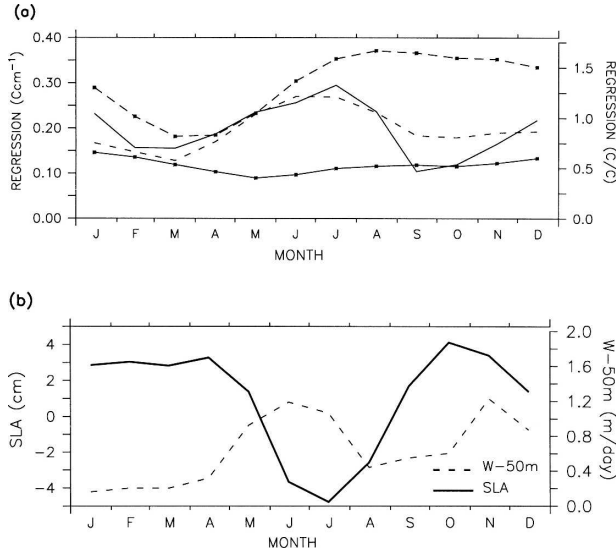 (a)
0.40
0.30
0.20
0.10
0.00
REGRESSION (Ccm⁻¹)
1.5
1.0
0.5
0.0
REGRESSION (C/C)
J F M A M J J A S O N D
MONTH
(b)
4
2
0
-2
-4
SLA (cm)
2.0
1.6
1.2
0.8
0.4
0.0
W-50m (m/day)
W-50m
SLA
J F M A M J J A S O N D
MONTH